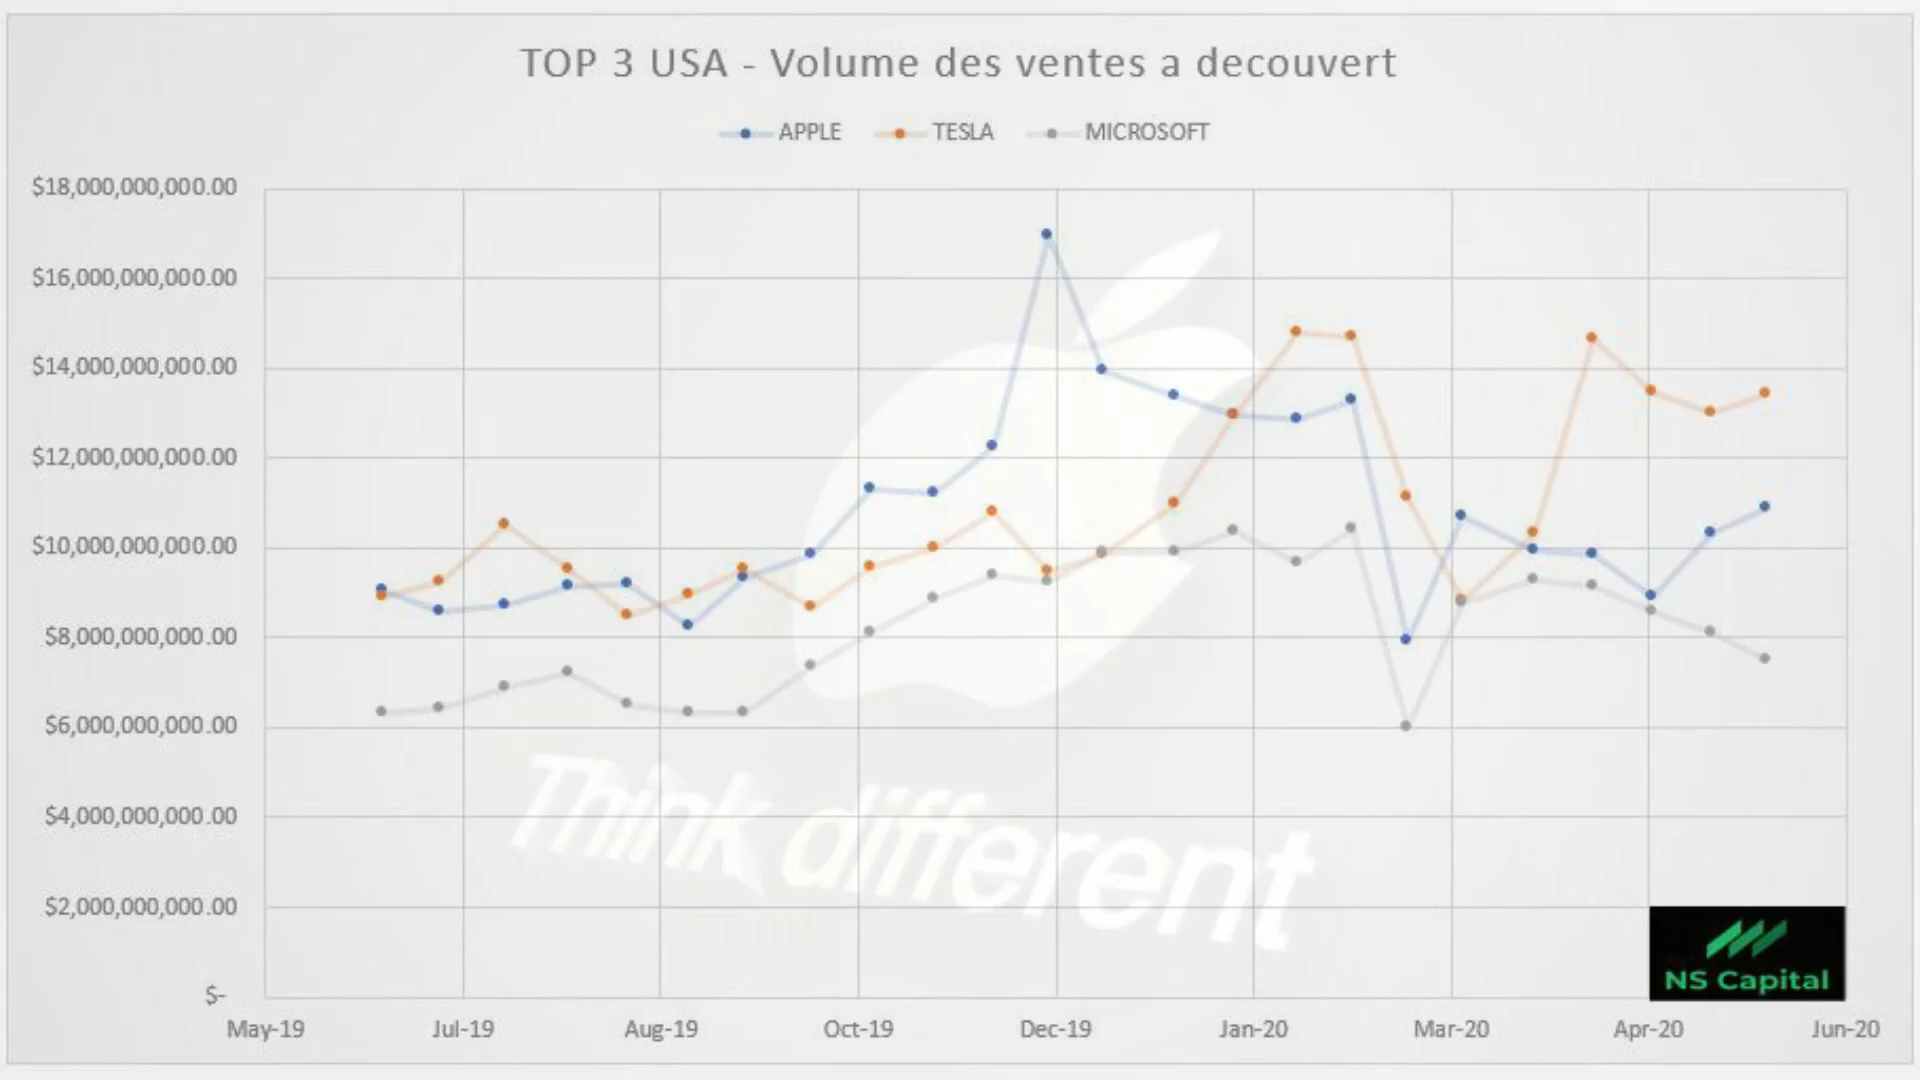 TOP 3 USA - Volume des ventes a decouvert
APPLE TESLA MICROSOFT
$18,000,000,000.00
$16,000,000,000.00
$14,000,000,000.00
$12,000,000,000.00
$10,000,000,000.00
$8,000,000,000.00
$6,000,000,000.00
$4,000,000,000.00
$2,000,000,000.00
$-
May-19 Jul-19 Aug-19 Oct-19 Dec-19 Jan-20 Mar-20 Apr-20 Jun-20
Think different
NS Capital